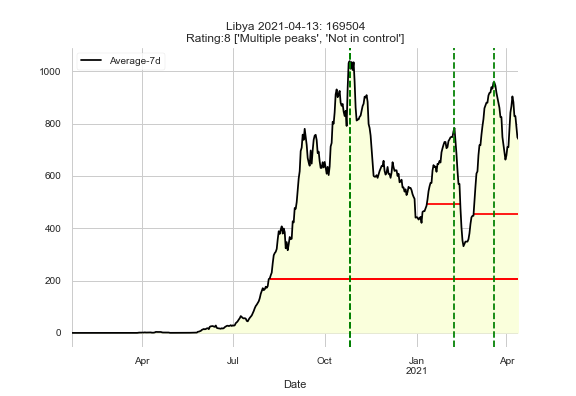 Libya 2021-04-13: 169504
Rating:8 ['Multiple peaks', 'Not in control']
Average-7d
1000
800
600
400
200
0
Apr
Jul
Oct
Jan
2021
Apr
Date